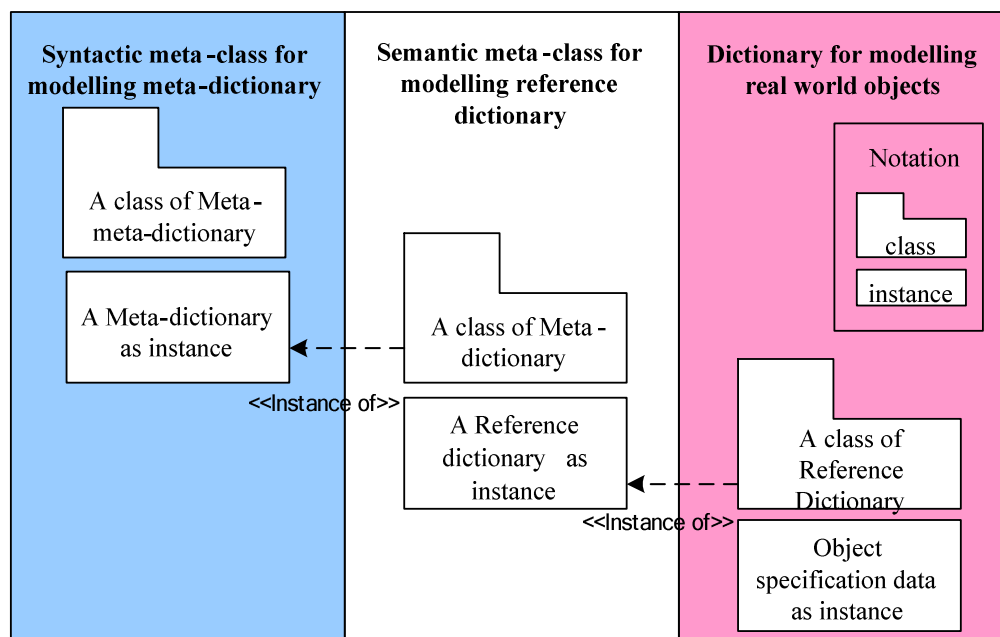 Syntactic meta-class for
modelling meta-dictionary
A class of Meta-
meta-dictionary
A Meta-dictionary
as instance
<<Instance of>>
Semantic meta-class for
modelling reference
dictionary
A class of Meta-
dictionary
A Reference
dictionary as
instance
<<Instance of>>
Dictionary for modelling
real world objects
Notation
class
instance
A class of
Reference
Dictionary
Object
specification data
as instance